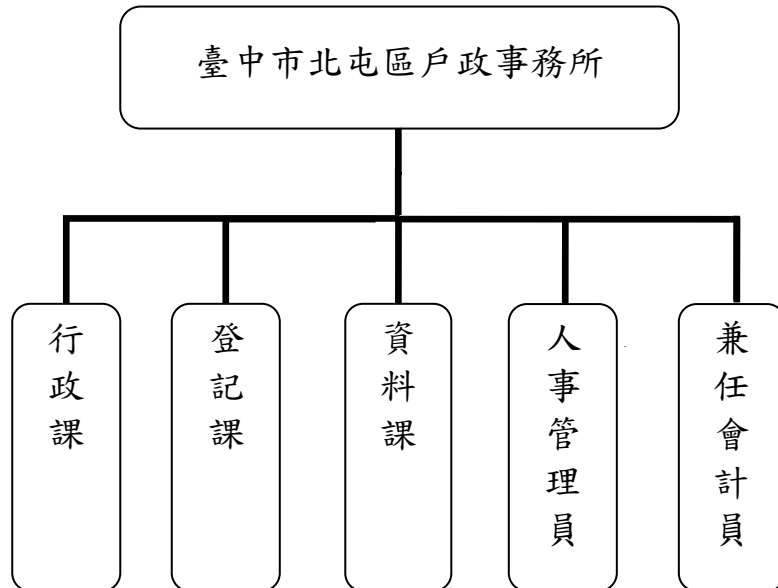 臺中市北屯區戶政事務所
行政課
登記課
資料課
人事管理員
兼任會計員